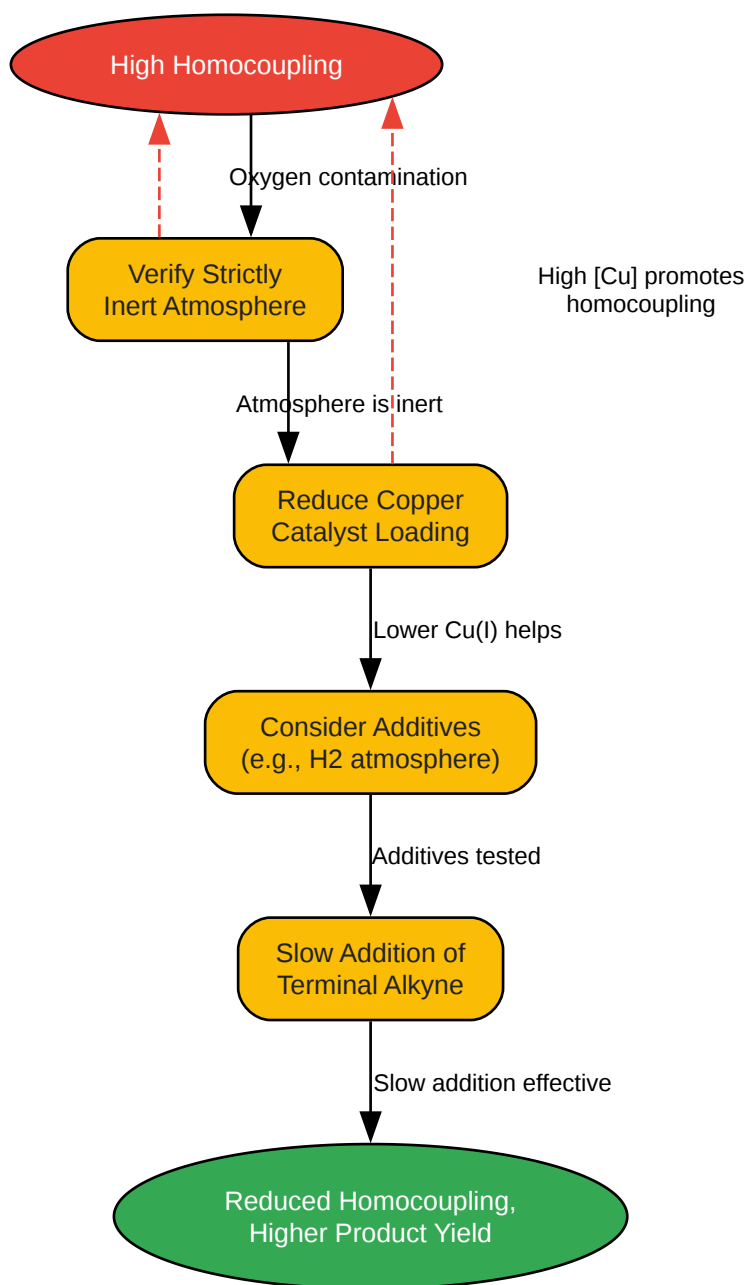 High Homocoupling
Oxygen contamination
Verify Strictly
Inert Atmosphere
High [Cu] promotes
homocoupling
Atmosphere is inert
Reduce Copper
Catalyst Loading
Lower Cu(I) helps
Consider Additives
(e.g., H2 atmosphere)
Additives tested
Slow Addition of
Terminal Alkyne
Slow addition effective
Reduced Homocoupling,
Higher Product Yield